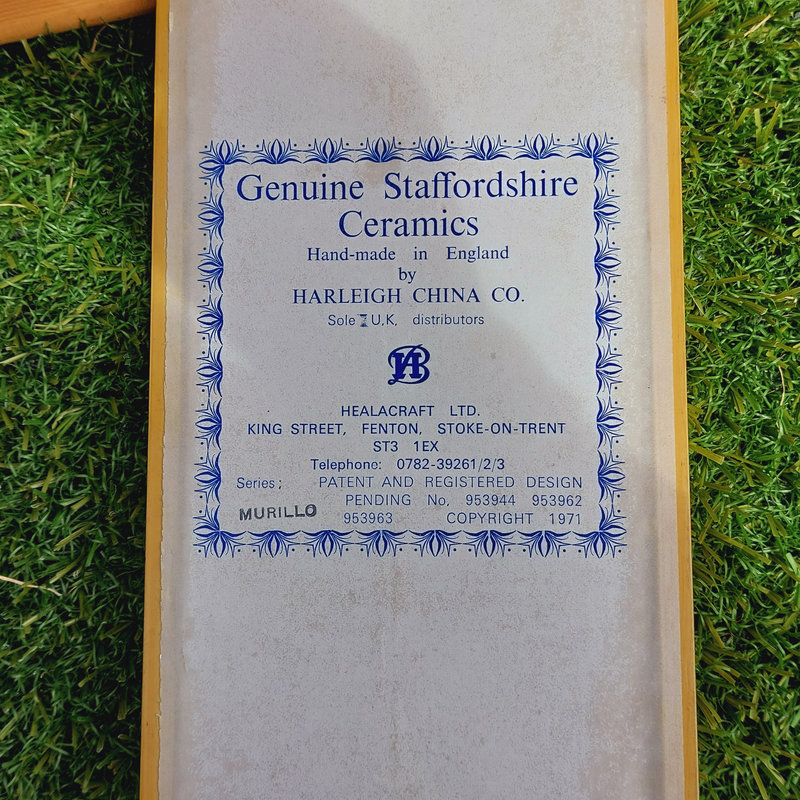 Genuine Staffordshire
Ceramics
Hand-made in England
by
HARLEIGH CHINA CO.
Sole U,K, distributors
HEALACRAFT LTD.
KING STREET, FENTON, STOKE-ON-TRENT
ST3 1EX
Telephone: 0782-39261/2/3
Series; PATENT AND REGISTERED DESIGN
PENDING No, 953944 953962
MURILLO 953963 COPYRIGHT 1971